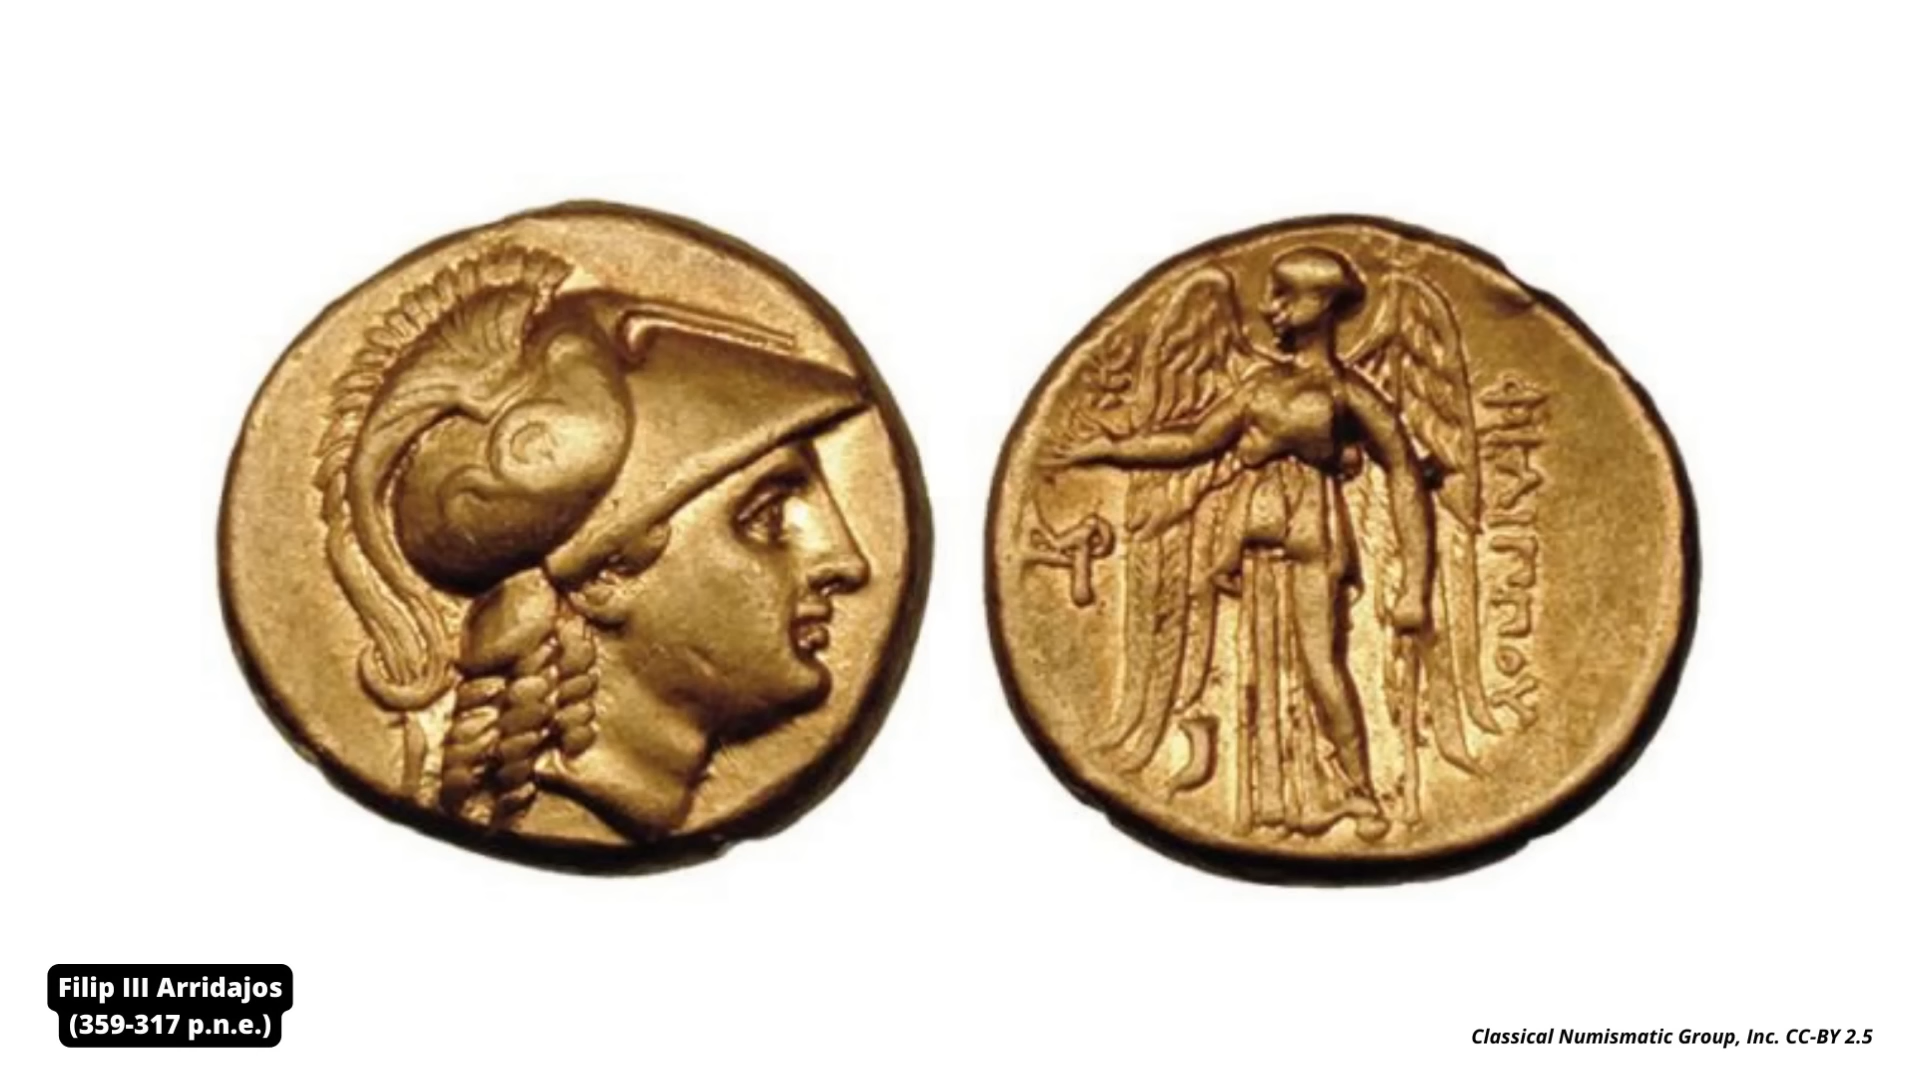 ΦΙΛΙΠΠΟΥ
Filip III Arridajos
(359-317 p.n.e.)
Classical Numismatic Group, Inc. CC-BY 2.5